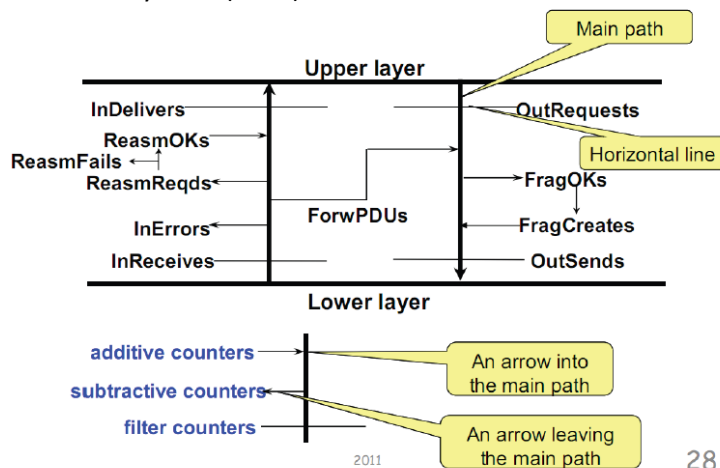 Main path
Upper layer
InDelivers
OutRequests
ReasmOKs
Horizontal line
ReasmFails
ReasmReqds
FragOKs
ForwPDUs
InErrors
FragCreates
InReceives
OutSends
Lower layer
additive counters
An arrow into
the main path
subtractive counters
filter counters
An arrow leaving
the main path
2011
28